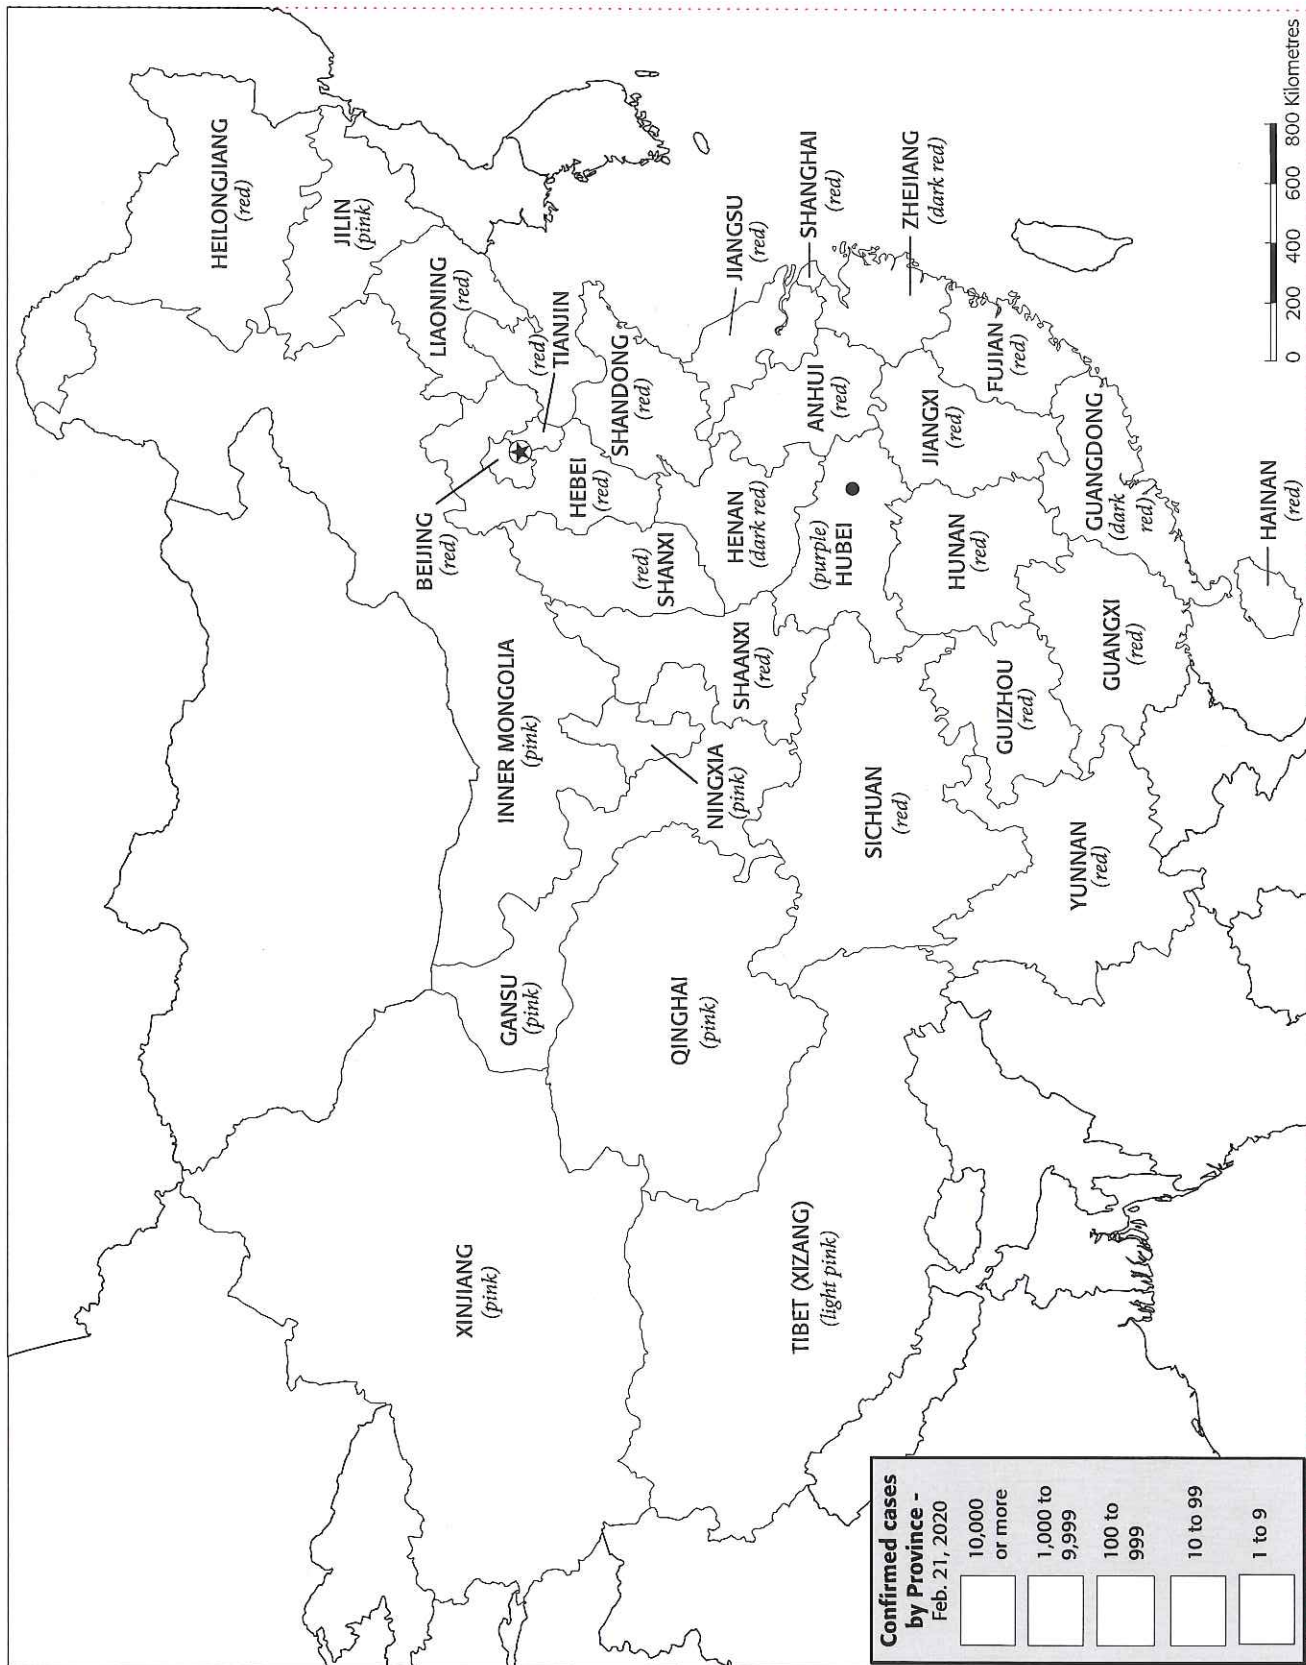 HEILONGJIANG
(red)
JILIN
(pink)
LIAONING
(red)
(red)
TIANJIN
BEIJING
(red)
HEBEI
(red)
SHANDONG
(red)
(red)
SHANXI
INNER MONGOLIA
(pink)
NINGXIA
(pink)
SHAANXI
(red)
GANSU
(pink)
QINGHAI
(pink)
XINJIANG
(pink)
TIBET (XIZANG)
(light pink)
SICHUAN
(red)
HENAN
(dark red)
(purple)
HUBEI
JIANGSU
(red)
SHANGHAI
(red)
ANHUI
(red)
ZHEJIANG
(dark red)
JIANGXI
(red)
HUNAN
(red)
FUJIAN
(red)
GUIZHOU
(red)
YUNNAN
(red)
GUANGXI
(red)
GUANGDONG
(dark
red)
HAINAN
(red)
Confirmed cases
by Province -
Feb. 21, 2020
10,000
or more
1,000 to
9,999
100 to
999
10 to 99
1 to 9
0 200 400 600 800 Kilometres